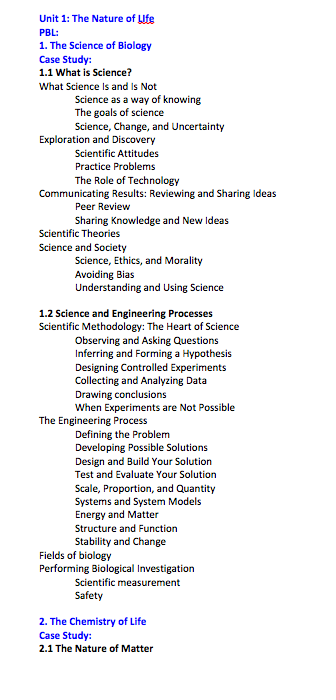 Unit 1: The Nature of LIfe
PBL:
1. The Science of Biology
Case Study:
1.1 What is Science?
What Science Is and Is Not
Science as a way of knowing
The goals of science
Science, Change, and Uncertainty
Exploration and Discovery
Scientific Attitudes
Practice Problems
The Role of Technology
Communicating Results: Reviewing and Sharing Ideas
Peer Review
Sharing Knowledge and New Ideas
Scientific Theories
Science and Society
Science, Ethics, and Morality
Avoiding Bias
Understanding and Using Science
1.2 Science and Engineering Processes
Scientific Methodology: The Heart of Science
Observing and Asking Questions
Inferring and Forming a Hypothesis
Designing Controlled Experiments
Collecting and Analyzing Data
Drawing conclusions
When Experiments are Not Possible
The Engineering Process
Defining the Problem
Developing Possible Solutions
Design and Build Your Solution
Test and Evaluate Your Solution
Scale, Proportion, and Quantity
Systems and System Models
Energy and Matter
Structure and Function
Stability and Change
Fields of biology
Performing Biological Investigation
Scientific measurement
Safety
2. The Chemistry of Life
Case Study:
2.1 The Nature of Matter